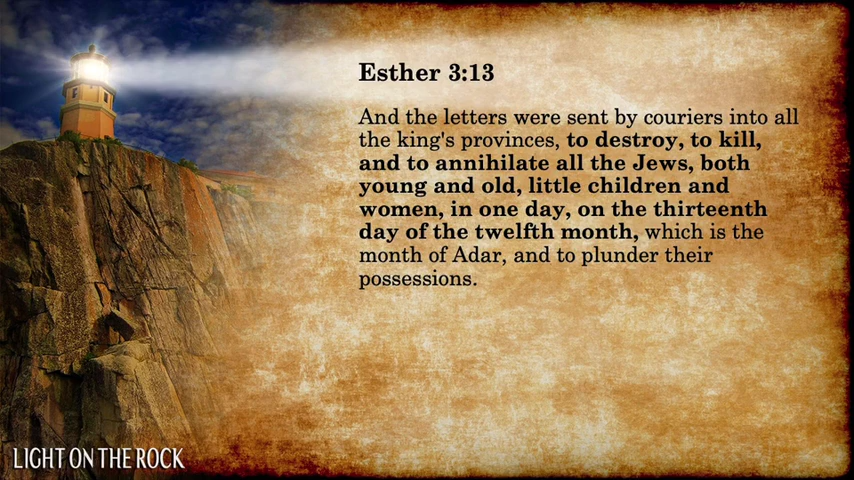 Esther 3:13
And the letters were sent by couriers into all
the king's provinces, to destroy, to kill,
and to annihilate all the Jews, both
young and old, little children and
women, in one day, on the thirteenth
day of the twelfth month, which is the
month of Adar, and to plunder their
possessions.
LIGHT ON THE ROCK